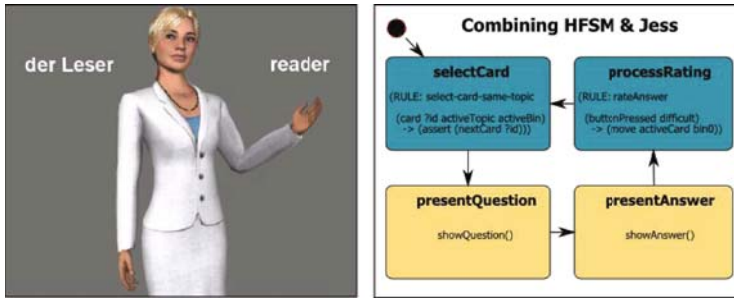 der Leser
reader
Combining HFSM & Jess
selectCard
(RULE: select-card-same-topic
(card ?id activeTopic activeBin)
-> (assert (nextCard ?id)))
processRating
(RULE: rateAnswer
(buttonPressed difficult)
-> (move activeCard bin0))
presentQuestion
showQuestion()
presentAnswer
showAnswer()